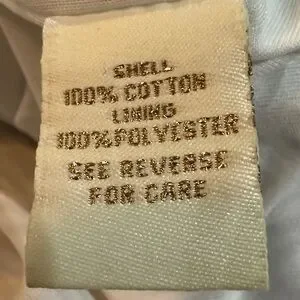 SHELL
100% COTTON
LINING
100% POLYESTER
SEE REVERSE
FOR CARE